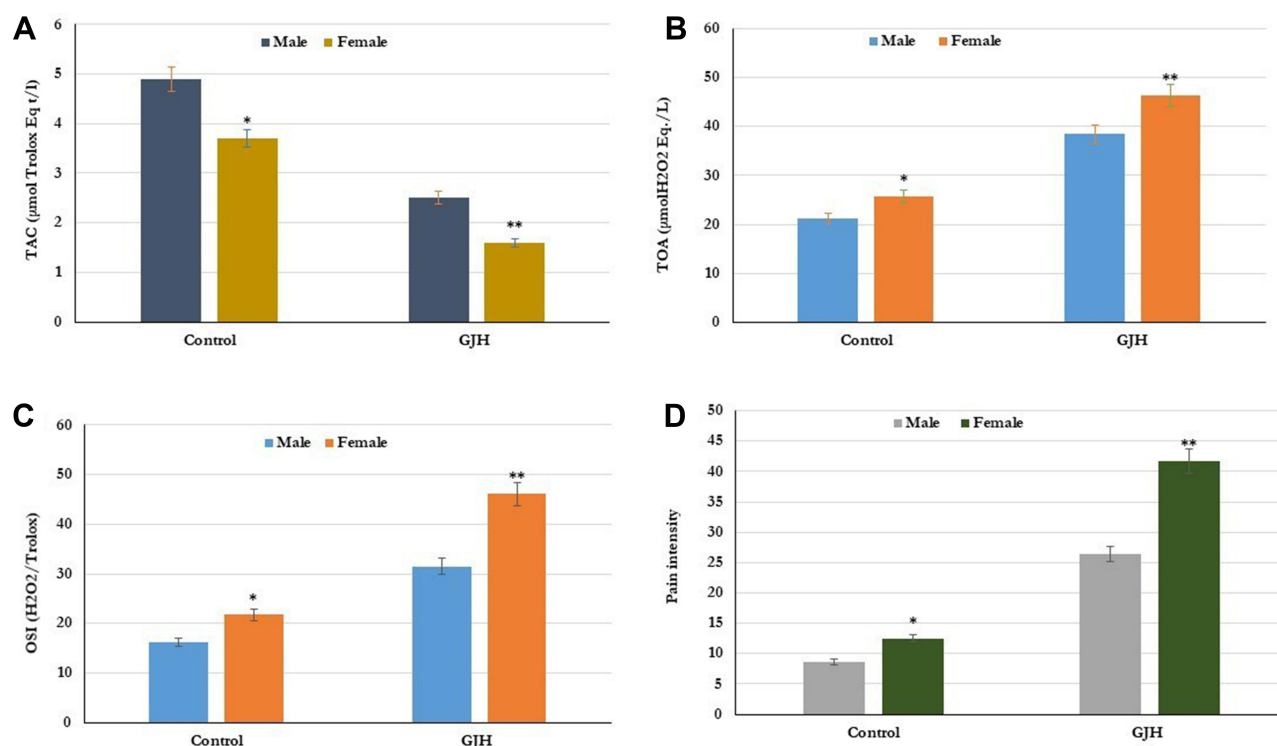 A
TAC (µmol Trolox Eq τ/l)
Male Female
6
5
4
3
2
1
0
*
**
Control GJH
B
TOA (µmolH2O2 Eq./L)
Male Female
60
50
40
30
20
10
0
*
**
Control GJH
C
OSI (H2O2/Trolox)
Male Female
60
50
40
30
20
10
0
*
**
Control GJH
D
Pain intensity
Male Female
50
45
40
35
30
25
20
15
10
5
0
*
**
Control GJH